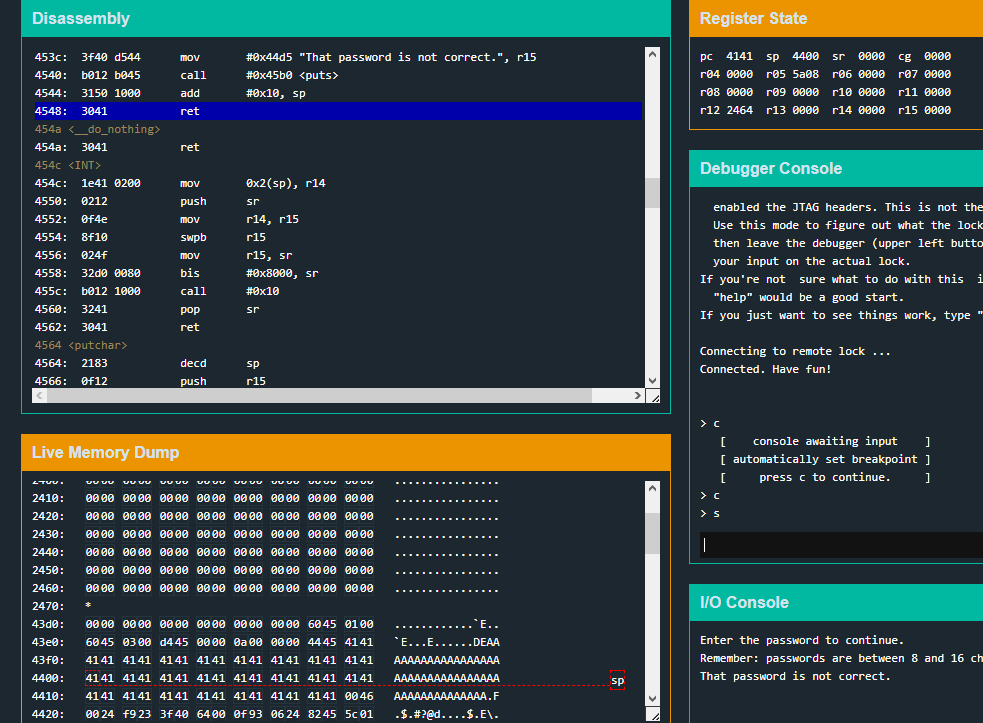 Disassembly
453c: 3f40 d544 mov #0x44d5 "That password is not correct.", r15
4540: b012 b045 call #0x45b0 <puts>
4544: 3150 1000 add #0x10, sp
4548: 3041 ret
454a <__do_nothing>
454a: 3041 ret
454c <INT>
454c: 1e41 0200 mov 0x2(sp), r14
4550: 0212 push sr
4552: 0f4e mov r14, r15
4554: 8f10 swpb r15
4556: 024f mov r15, sr
4558: 32d0 0080 bis #0x8000, sr
455c: b012 1000 call #0x10
4560: 3241 pop sr
4562: 3041 ret
4564 <putchar>
4564: 2183 decd sp
4566: 0f12 push r15
Live Memory Dump
2400: 0000 0000 0000 0000 0000 0000 0000 0000 ................
2410: 0000 0000 0000 0000 0000 0000 0000 0000 ................
2420: 0000 0000 0000 0000 0000 0000 0000 0000 ................
2430: 0000 0000 0000 0000 0000 0000 0000 0000 ................
2440: 0000 0000 0000 0000 0000 0000 0000 0000 ................
2450: 0000 0000 0000 0000 0000 0000 0000 0000 ................
2460: 0000 0000 0000 0000 0000 0000 0000 0000 ................
2470: *
43d0: 0000 0000 0000 0000 0000 0000 6045 0100 ............`E..
43e0: 6045 0300 d445 0000 0a00 0000 4445 4141 `E...E......DEAA
43f0: 4141 4141 4141 4141 4141 4141 4141 4141 AAAAAAAAAAAAAAAA
4400: 4141 4141 4141 4141 4141 4141 4141 4141 AAAAAAAAAAAAAAAA sp
4410: 4141 4141 4141 4141 4141 4141 4141 0046 AAAAAAAAAAAAAA.F
4420: 0024 f923 3f40 6400 0f93 0624 8245 5c01 .$.#?@d....$.E\.
Register State
pc 4141 sp 4400 sr 0000 cg 0000
r04 0000 r05 5a08 r06 0000 r07 0000
r08 0000 r09 0000 r10 0000 r11 0000
r12 2464 r13 0000 r14 0000 r15 0000
Debugger Console
enabled the JTAG headers. This is not the
Use this mode to figure out what the lock
then leave the debugger (upper left butto
your input on the actual lock.
If you're not sure what to do with this i
"help" would be a good start.
If you just want to see things work, type "
Connecting to remote lock ...
Connected. Have fun!
> c
[ console awaiting input ]
[ automatically set breakpoint ]
[ press c to continue. ]
> c
> s
I/O Console
Enter the password to continue.
Remember: passwords are between 8 and 16 ch
That password is not correct.